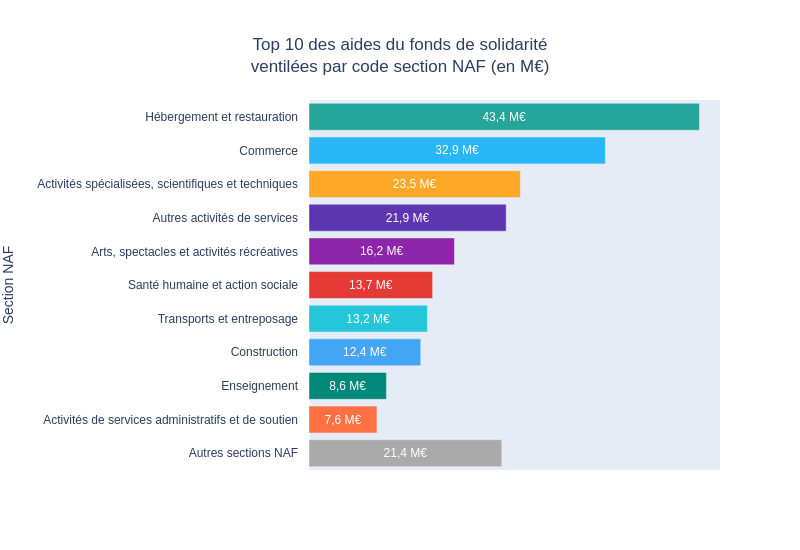 Top 10 des aides du fonds de solidarité
ventilées par code section NAF (en M€)
Section NAF
Hébergement et restauration 43,4 M€
Commerce 32,9 M€
Activités spécialisées, scientifiques et techniques 23,5 M€
Autres activités de services 21,9 M€
Arts, spectacles et activités récréatives 16,2 M€
Santé humaine et action sociale 13,7 M€
Transports et entreposage 13,2 M€
Construction 12,4 M€
Enseignement 8,6 M€
Activités de services administratifs et de soutien 7,6 M€
Autres sections NAF 21,4 M€